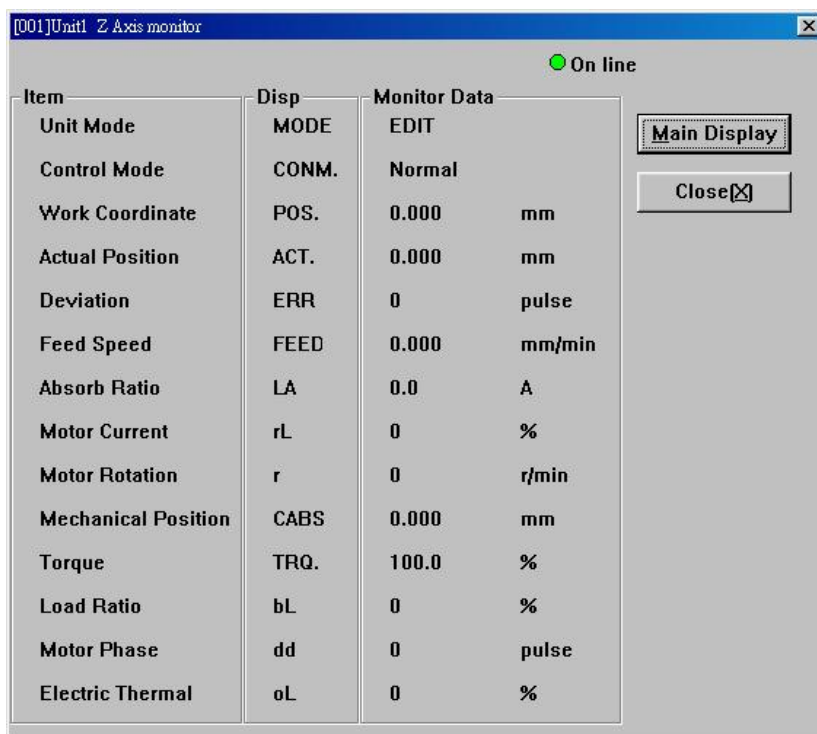 [001]Unit1 Z Axis monitor
On line
Item Disp Monitor Data
Unit Mode MODE EDIT
Control Mode CONM. Normal
Work Coordinate POS. 0.000 mm
Actual Position ACT. 0.000 mm
Deviation ERR 0 pulse
Feed Speed FEED 0.000 mm/min
Absorb Ratio LA 0.0 A
Motor Current rL 0 %
Motor Rotation r 0 r/min
Mechanical Position CABS 0.000 mm
Torque TRQ. 100.0 %
Load Ratio bL 0 %
Motor Phase dd 0 pulse
Electric Thermal oL 0 %
Main Display
Close(X)